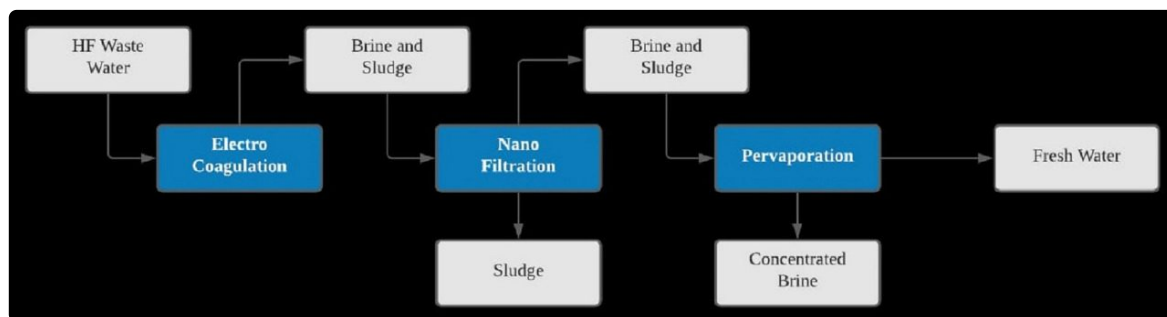 HF Waste
Water
Electro
Coagulation
Brine and
Sludge
Nano
Filtration
Sludge
Brine and
Sludge
Pervaporation
Concentrated
Brine
Fresh Water